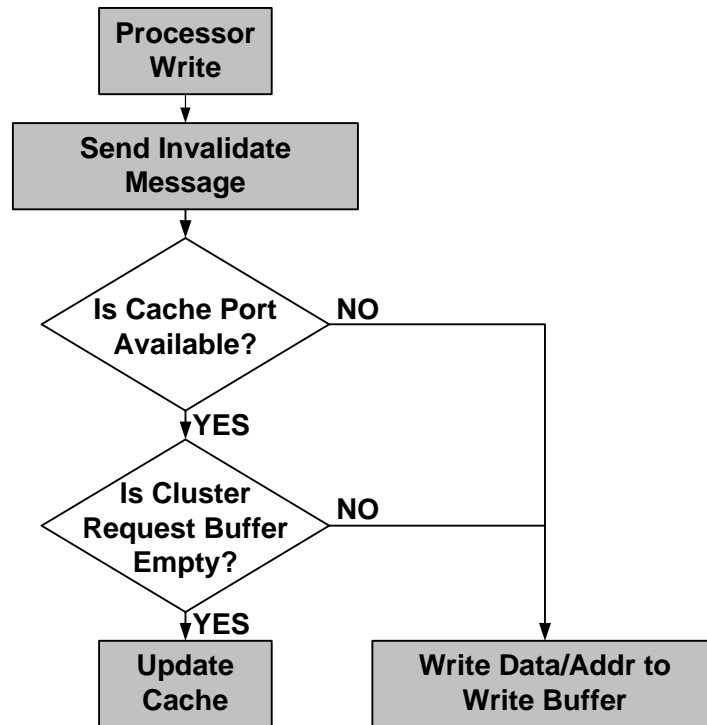 Processor
Write
Send Invalidate
Message
Is Cache Port
Available?
NO
YES
Is Cluster
Request Buffer
Empty?
NO
YES
Update
Cache
Write Data/Addr to
Write Buffer